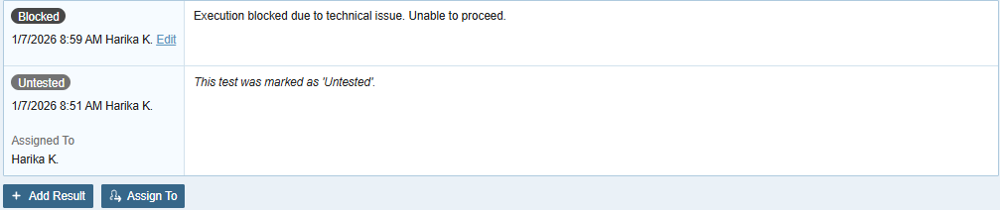 Blocked
Execution blocked due to technical issue. Unable to proceed.
1/7/2026 8:59 AM Harika K. Edit
Untested
This test was marked as 'Untested'.
1/7/2026 8:51 AM Harika K.
Assigned To
Harika K.
+ Add Result
Assign To